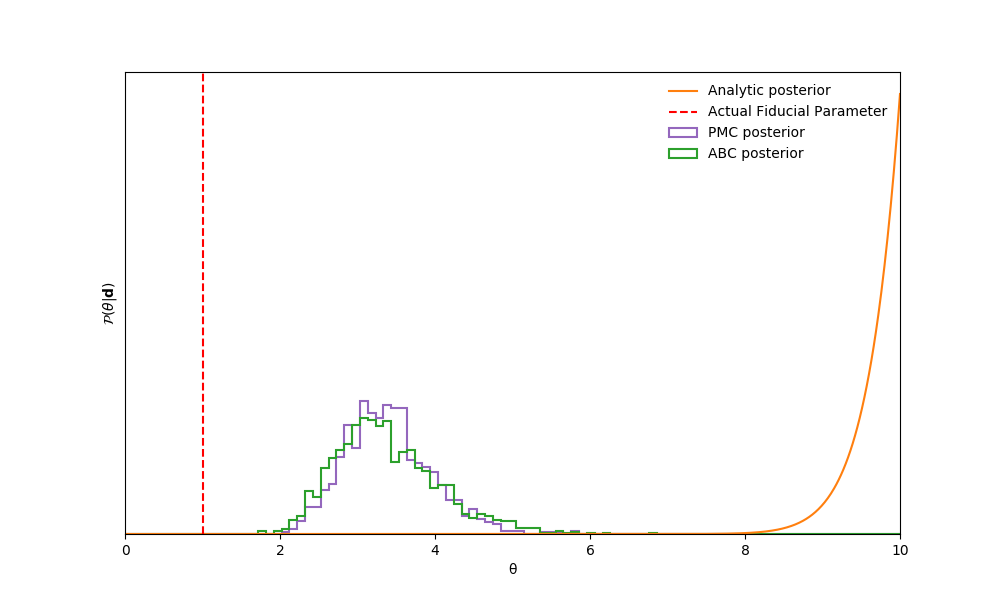 Analytic posterior
Actual Fiducial Parameter
PMC posterior
ABC posterior
𝒫(θ|𝐝)
0 2 4 6 8 10
θ